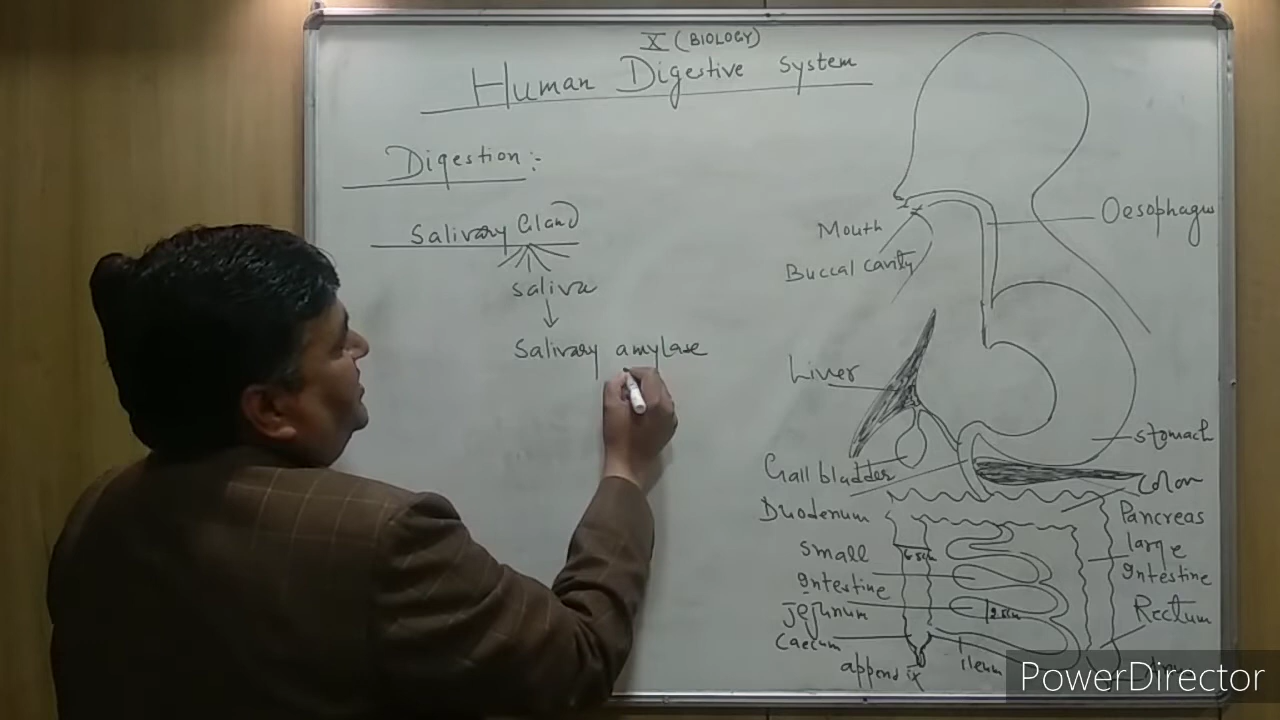 X (BIOLOGY)
Human Digestive System
Digestion:-
Salivary Gland
saliva
Salivary amylase
Mouth
Buccal cavity
Oesophagus
Liver
Gall bladder
Duodenum
stomach
Colon
Pancreas
large
Intestine
Rectum
small
Intestine
Jejunum
Caecum
appendix
ileum
PowerDirector